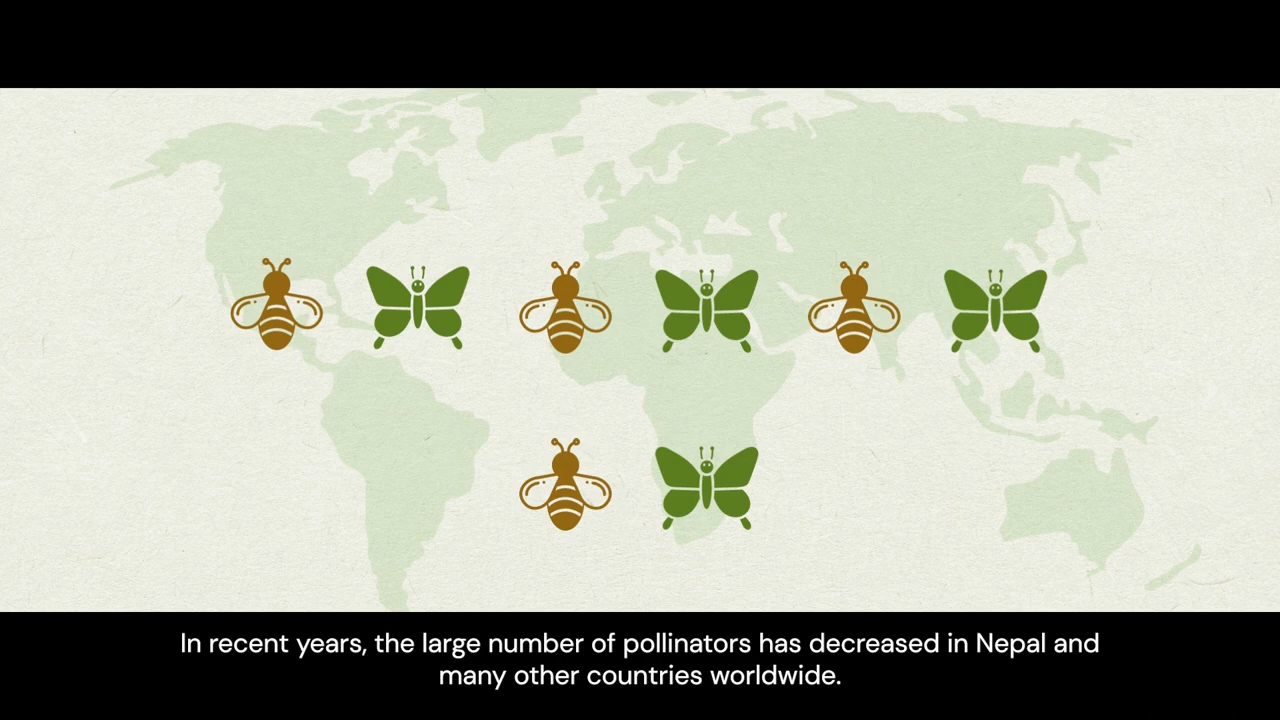 In recent years, the large number of pollinators has decreased in Nepal and
many other countries worldwide.